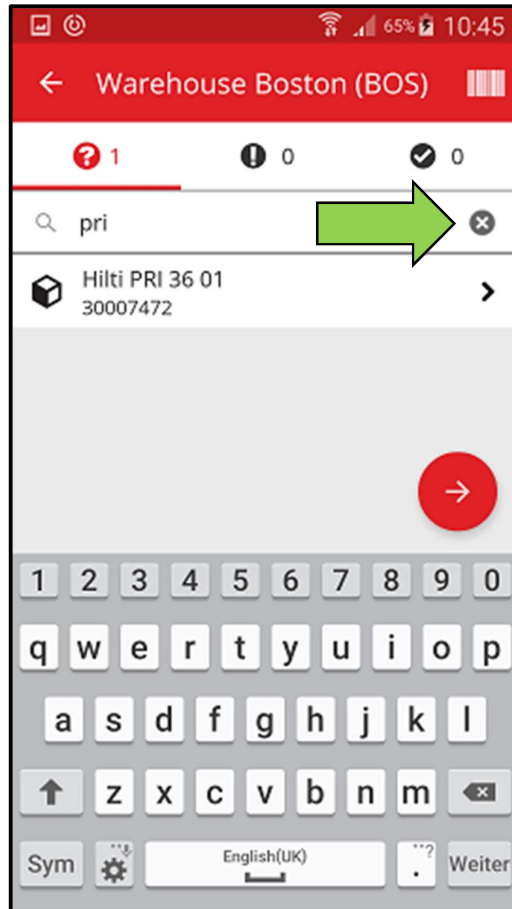 65% 10:45
Warehouse Boston (BOS)
1 0 0
pri
Hilti PRI 36 01
30007472
1 2 3 4 5 6 7 8 9 0
q w e r t y u i o p
a s d f g h j k l
z x c v b n m
Sym English(UK) . ? Weiter